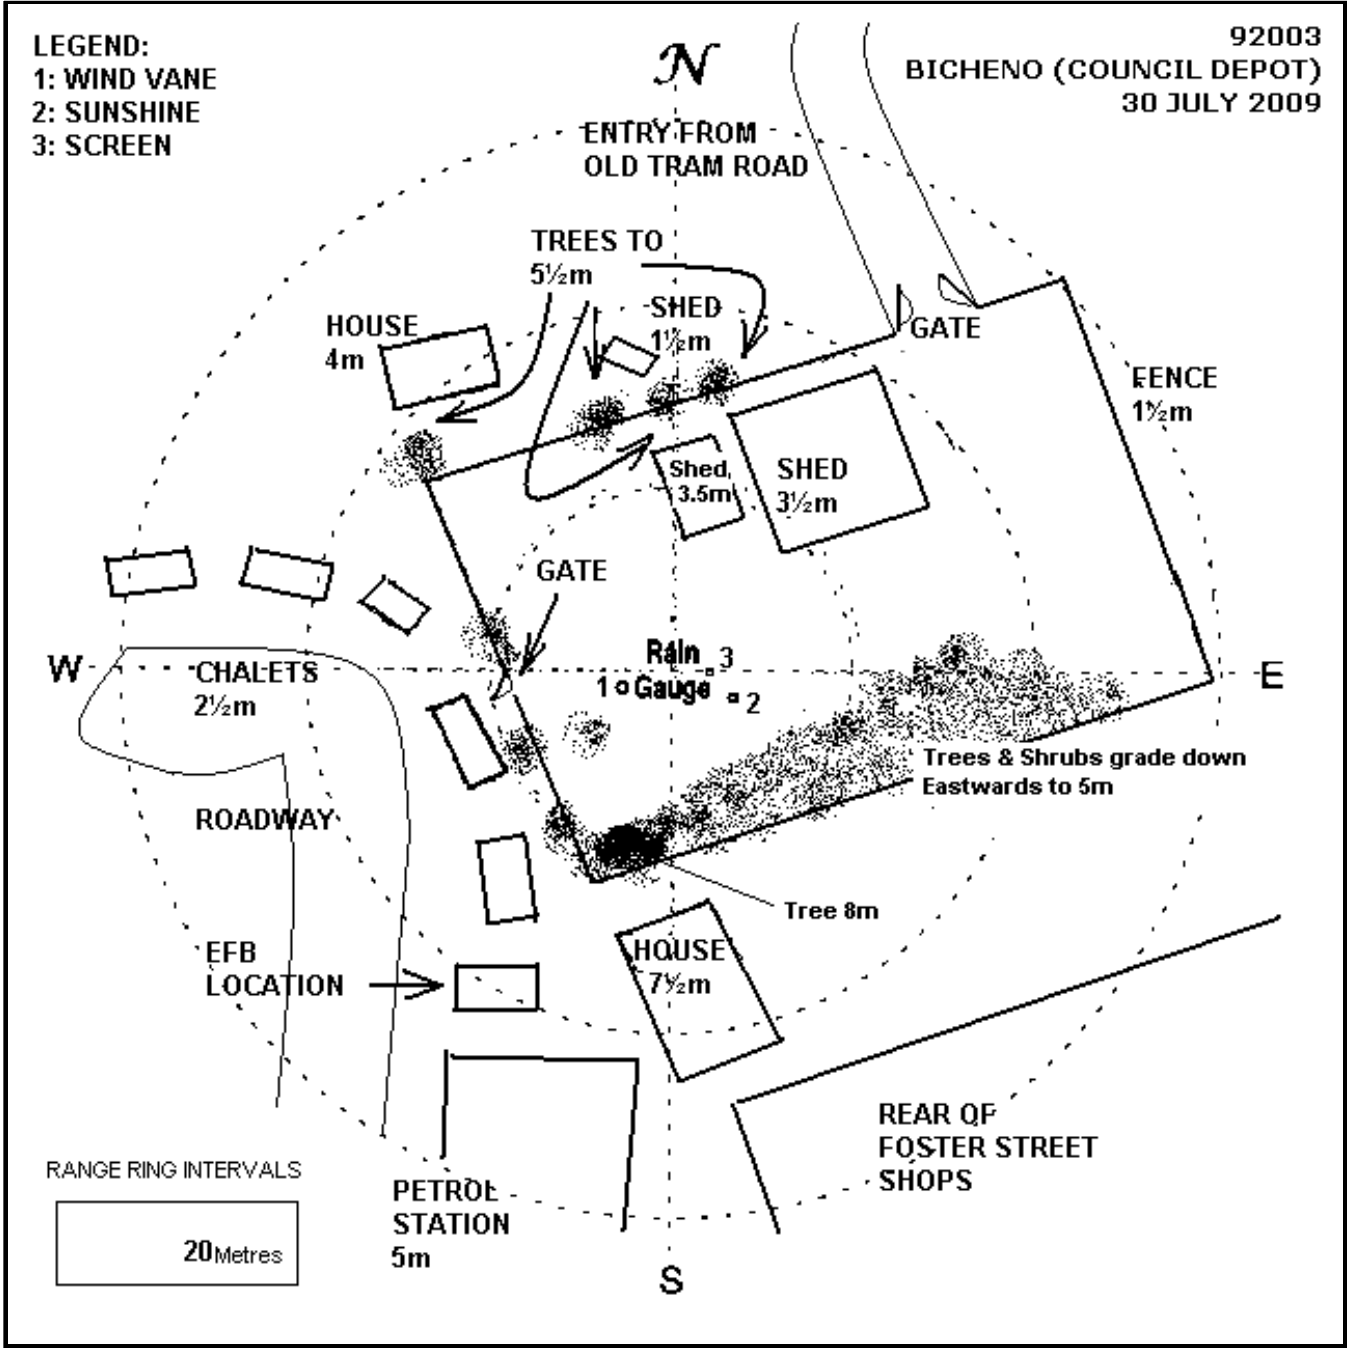 LEGEND:
1: WIND VANE
2: SUNSHINE
3: SCREEN
92003
BICHENO (COUNCIL DEPOT)
30 JULY 2009
N
ENTRY FROM
OLD TRAM ROAD
TREES TO
5½m
SHED
1½m
HOUSE
4m
GATE
FENCE
1½m
Shed
3.5m
SHED
3½m
GATE
W
CHALETS
2½m
Rain
Gauge
1
3
2
E
Trees & Shrubs grade down
Eastwards to 5m
ROADWAY
Tree 8m
EFB
LOCATION
HOUSE
7½m
REAR OF
FOSTER STREET
SHOPS
RANGE RING INTERVALS
20 Metres
PETROL
STATION
5m
S